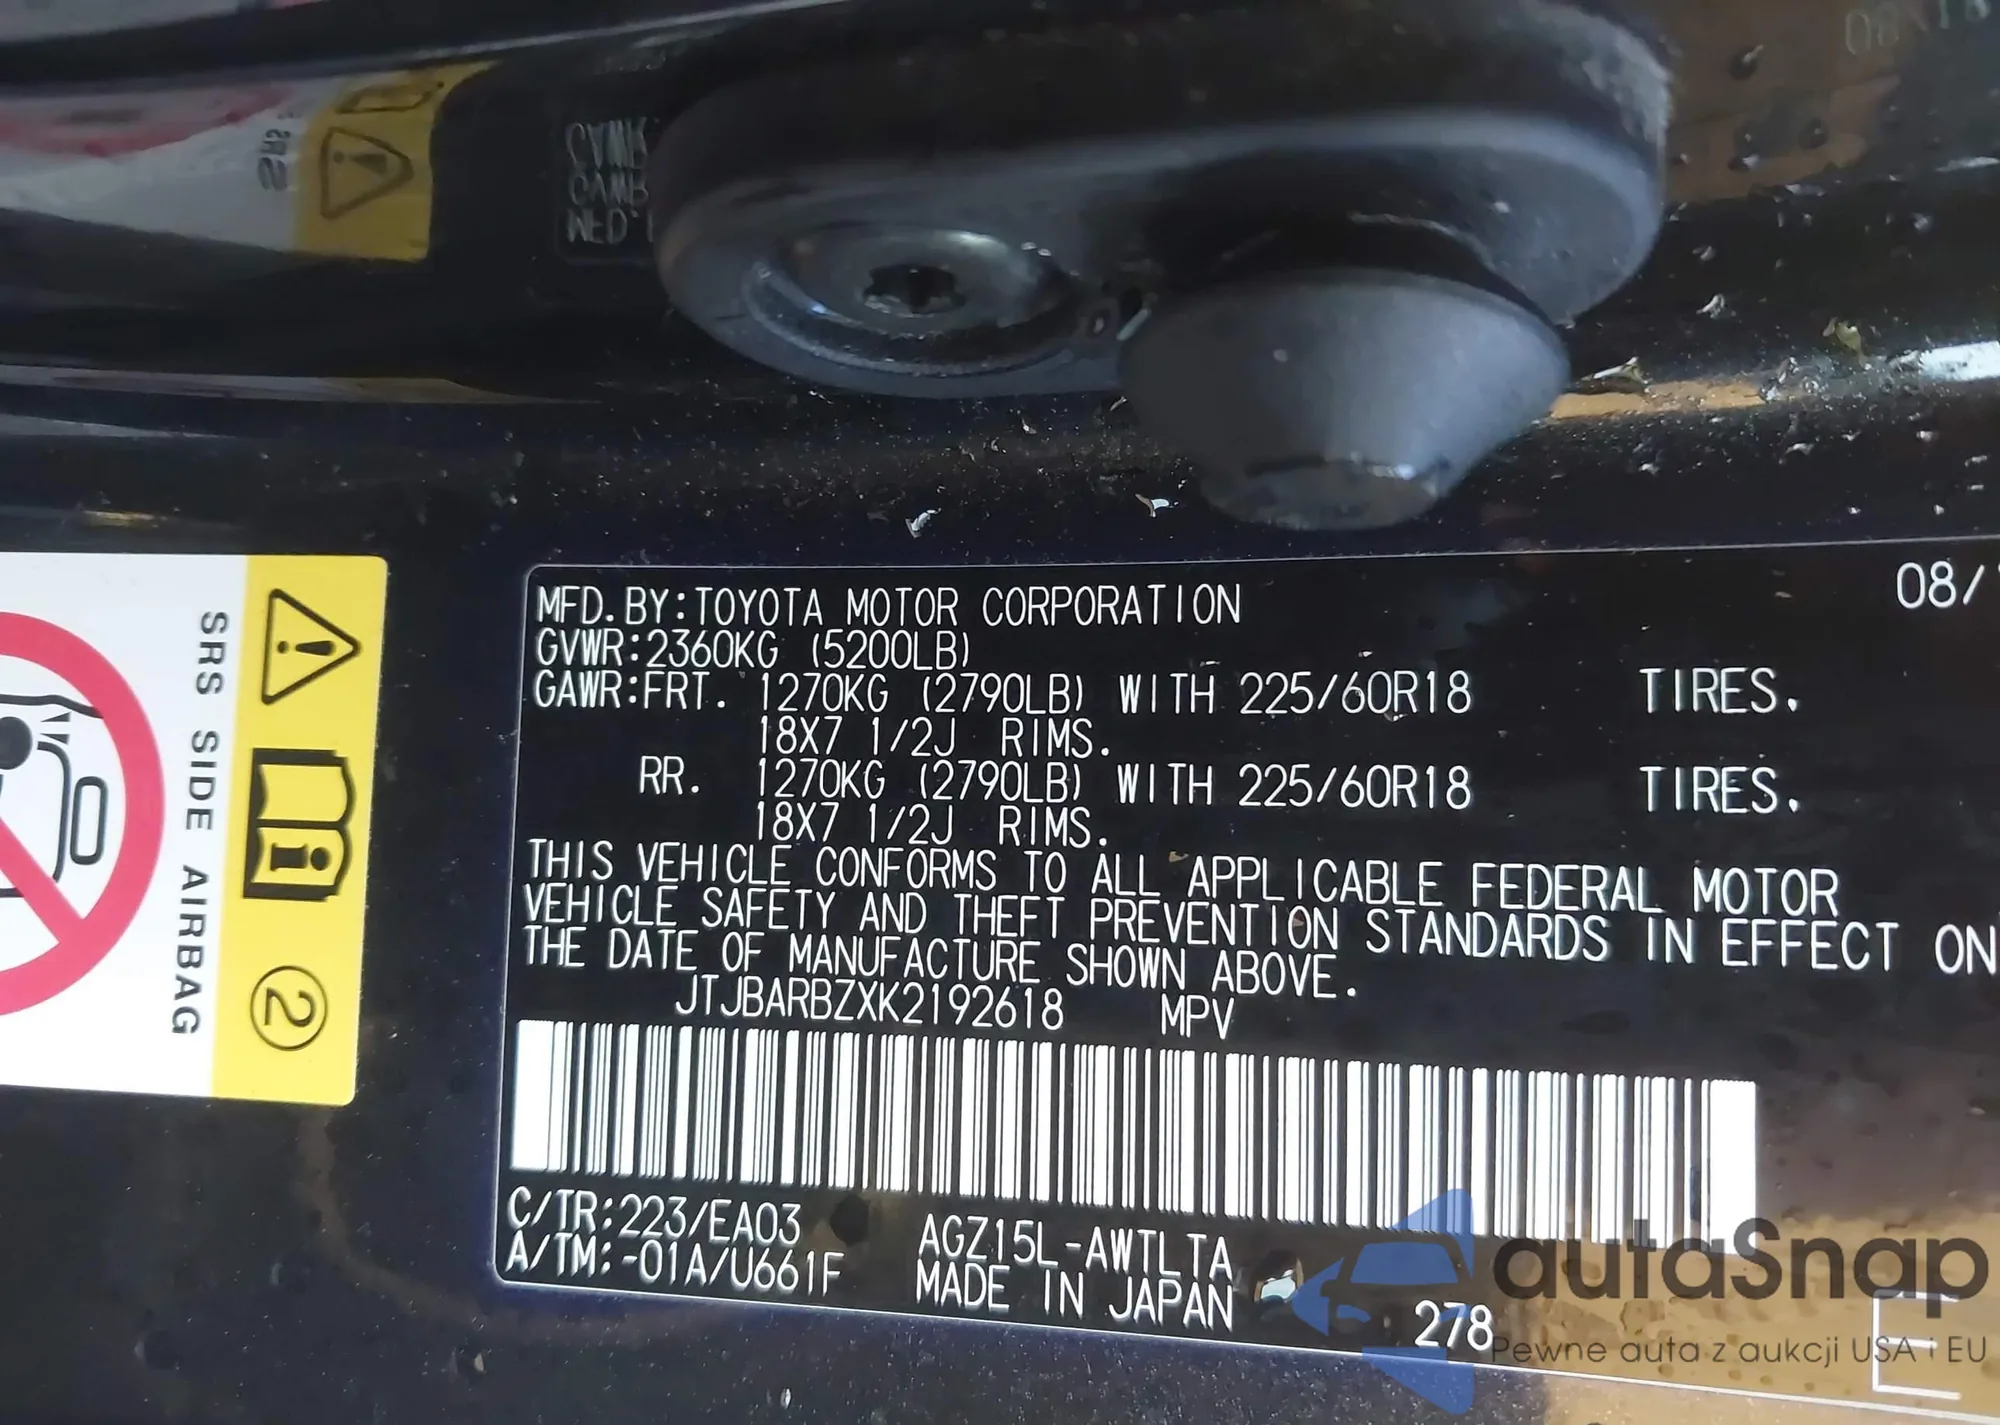 08/
MFD.BY:TOYOTA MOTOR CORPORATION
GVWR:2360KG (5200LB)
GAWR:FRT. 1270KG (2790LB) WITH 225/60R18 TIRES.
18X7 1/2J RIMS.
RR. 1270KG (2790LB) WITH 225/60R18 TIRES.
18X7 1/2J RIMS.
THIS VEHICLE CONFORMS TO ALL APPLICABLE FEDERAL MOTOR
VEHICLE SAFETY AND THEFT PREVENTION STANDARDS IN EFFECT ON
THE DATE OF MANUFACTURE SHOWN ABOVE.
JTJBARBZXK2192618 MPV
C/TR:223/EA03 AGZ15L-AWTLTA
A/TM:-01A/U661F MADE IN JAPAN
278
SRS SIDE AIRBAG
2
autoSnap
Pewne auta z aukcji USA i EU